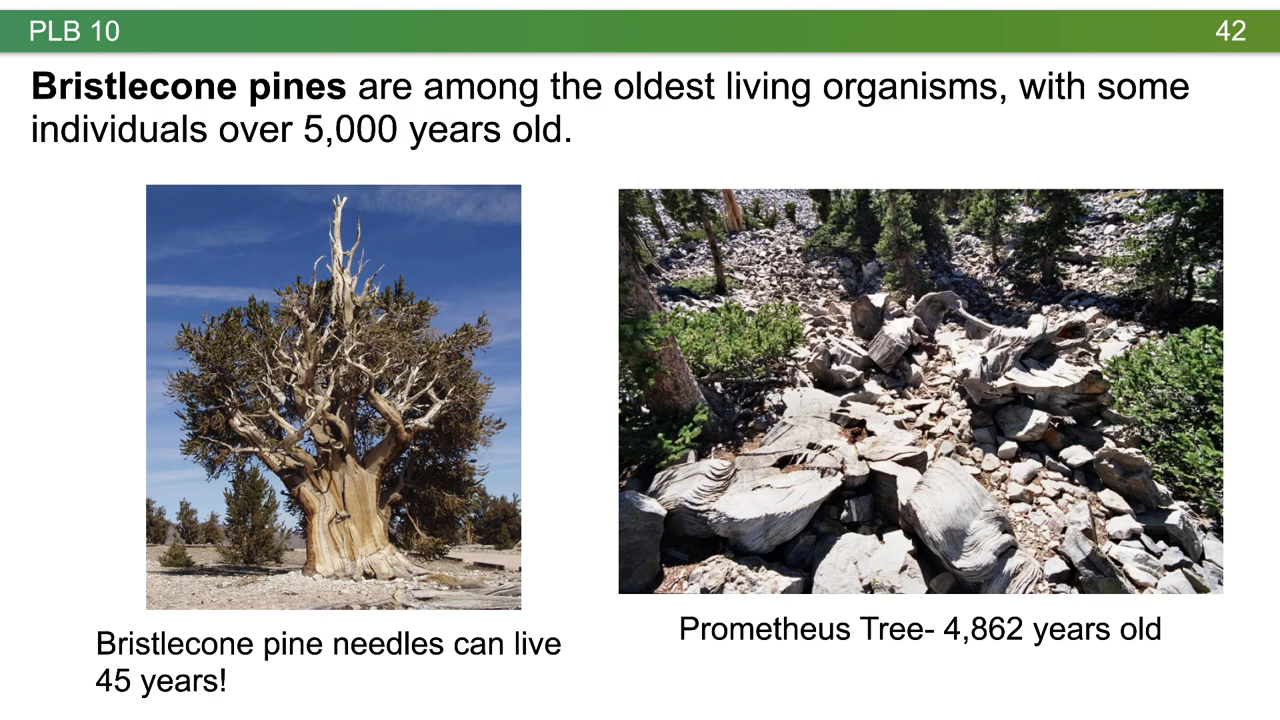 PLB 10
42
Bristlecone pines are among the oldest living organisms, with some
individuals over 5,000 years old.
Bristlecone pine needles can live
45 years!
Prometheus Tree- 4,862 years old